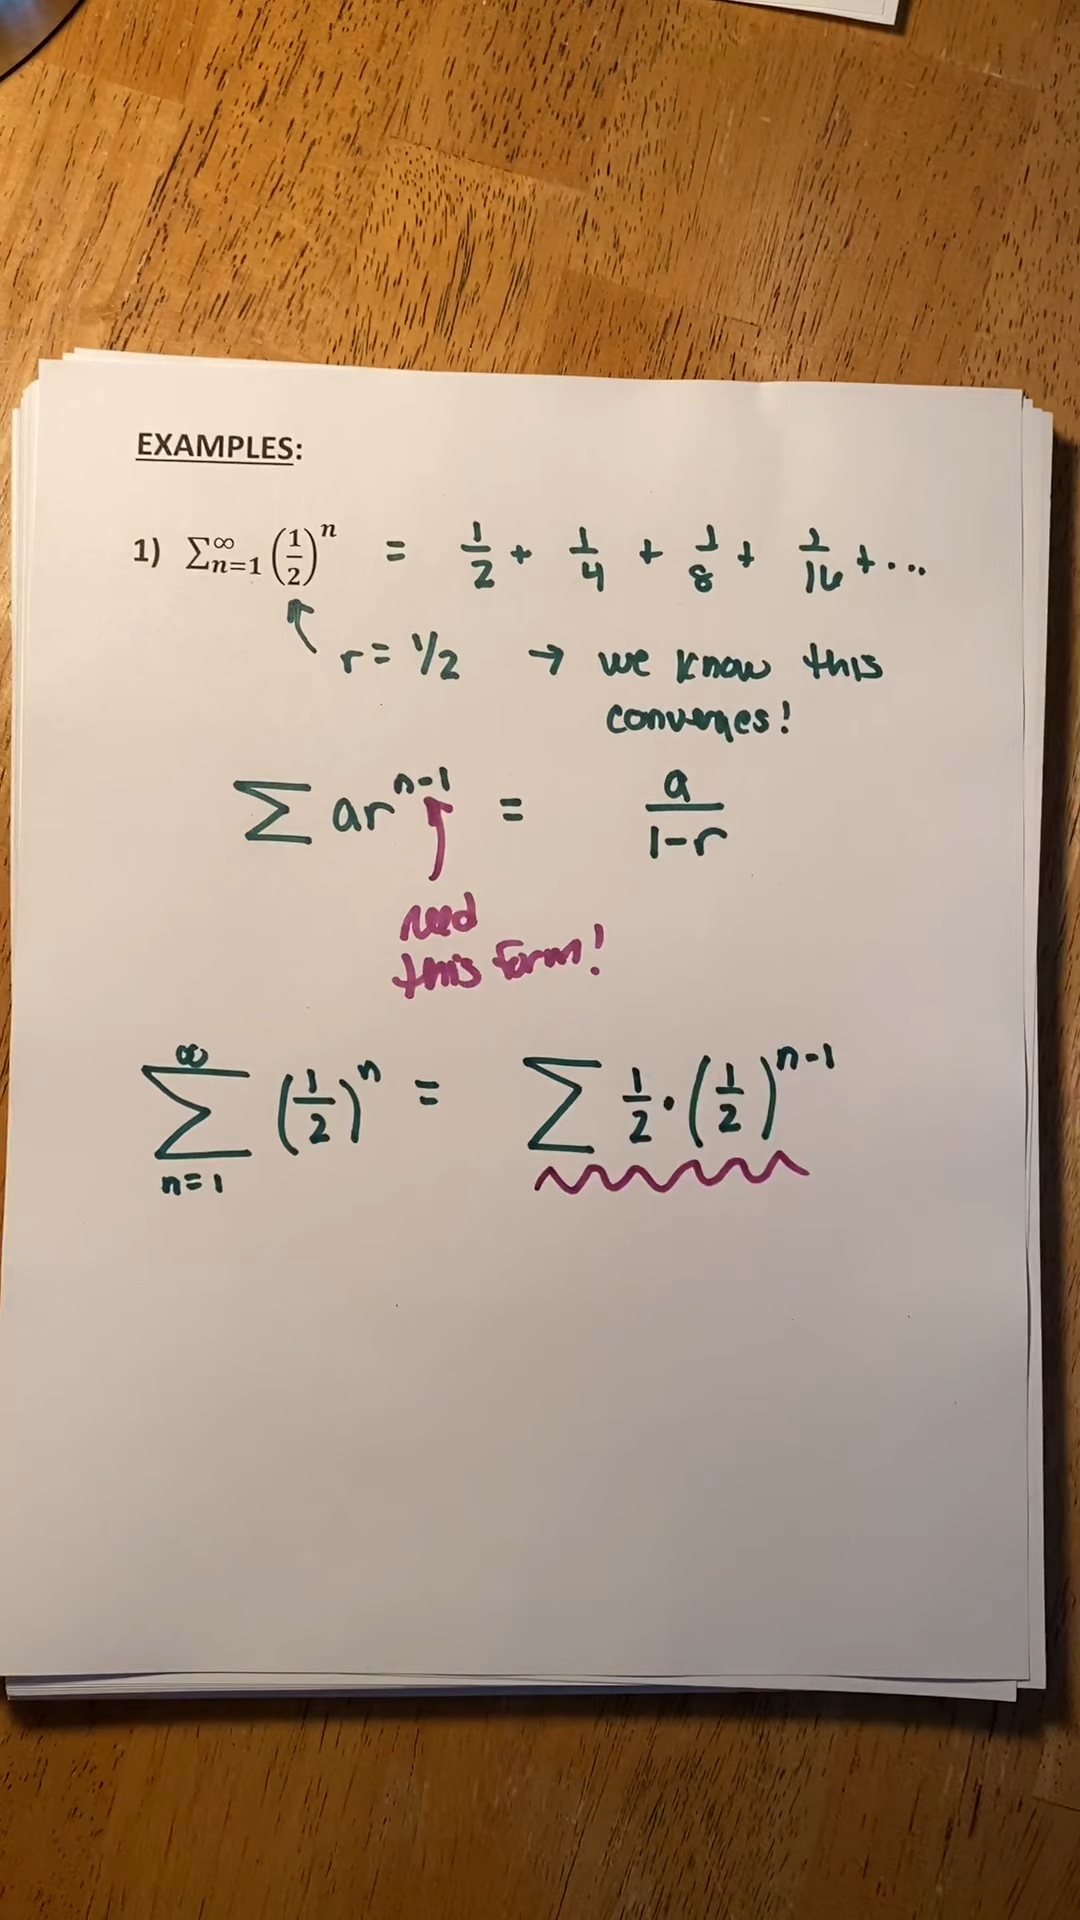 EXAMPLES:
1) ∑_{n=1}^{∞} (1/2)^n = 1/2 + 1/4 + 1/8 + 1/16 + ...
r = 1/2 → we know this
converges!
∑ ar^{n-1} = a/(1-r)
need
this form!
∑_{n=1}^{∞} (1/2)^n = ∑ 1/2 · (1/2)^{n-1}